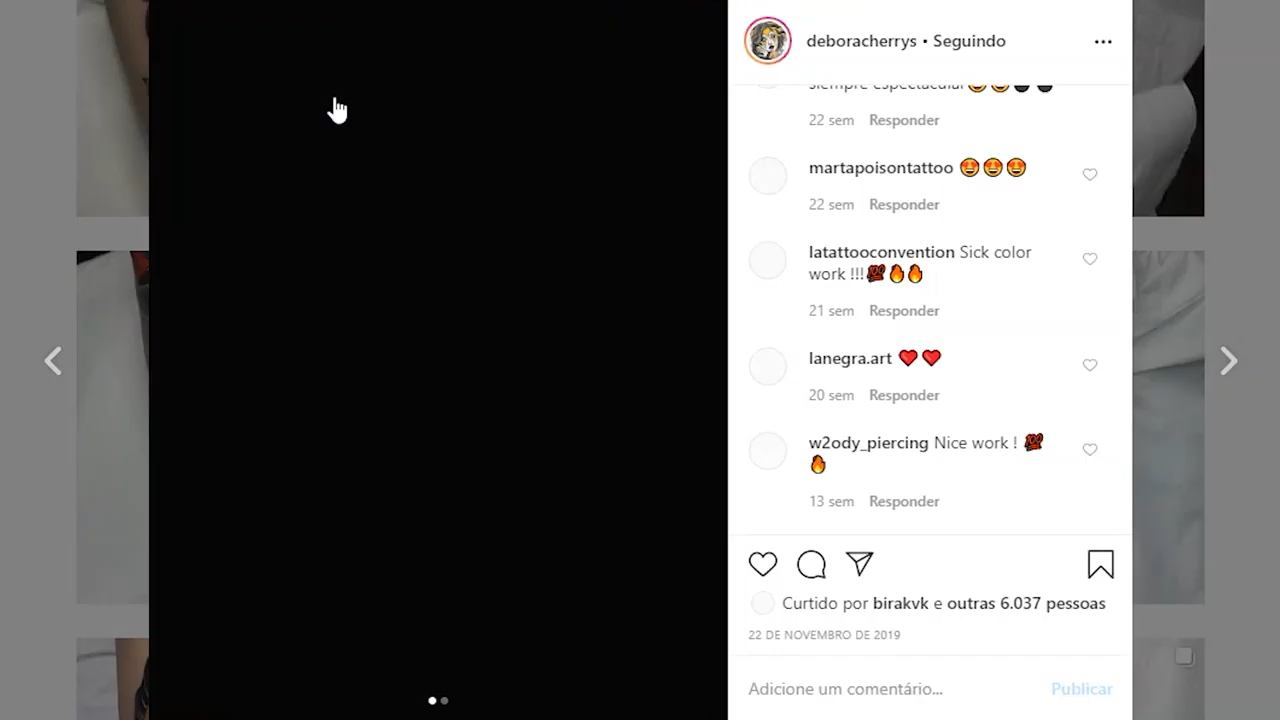 deboracherrys • Seguindo
siempre espectacular
22 sem Responder
martapoisontattoo
22 sem Responder
latattooconvention Sick color
work !!!💯🔥🔥
21 sem Responder
lanegra.art ❤️❤️
20 sem Responder
w2ody_piercing Nice work ! 💯
🔥
13 sem Responder
Curtido por birakvk e outras 6.037 pessoas
22 DE NOVEMBRO DE 2019
Adicione um comentário...
Publicar